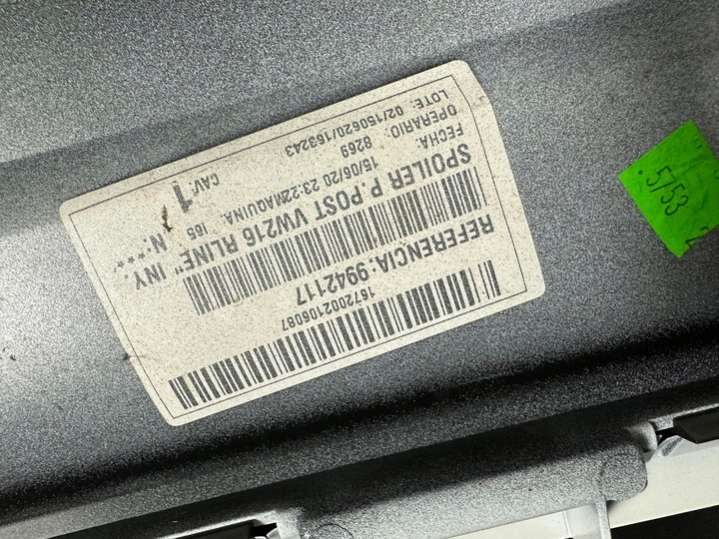 1672002106087
REFERENCIA: 9942117
SPOILER P.POST VW216 RLINE" INY.
FECHA: 15/06/20 23:22 MAQUINA: 165 N:***.
OPERARIO: 8269
LOTE: 02/150620/163243
CAV: 1
.5753